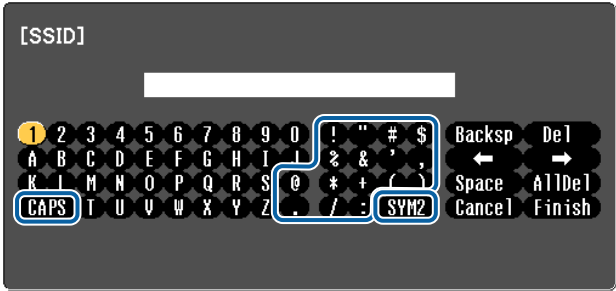 [SSID]
1 2 3 4 5 6 7 8 9 0 ! " # $ Backsp Del
A B C D E F G H I J % & ' , ← →
K L M N O P Q R S @ * + ( ) Space AllDel
CAPS T U V W X Y Z . / : SYM2 Cancel Finish